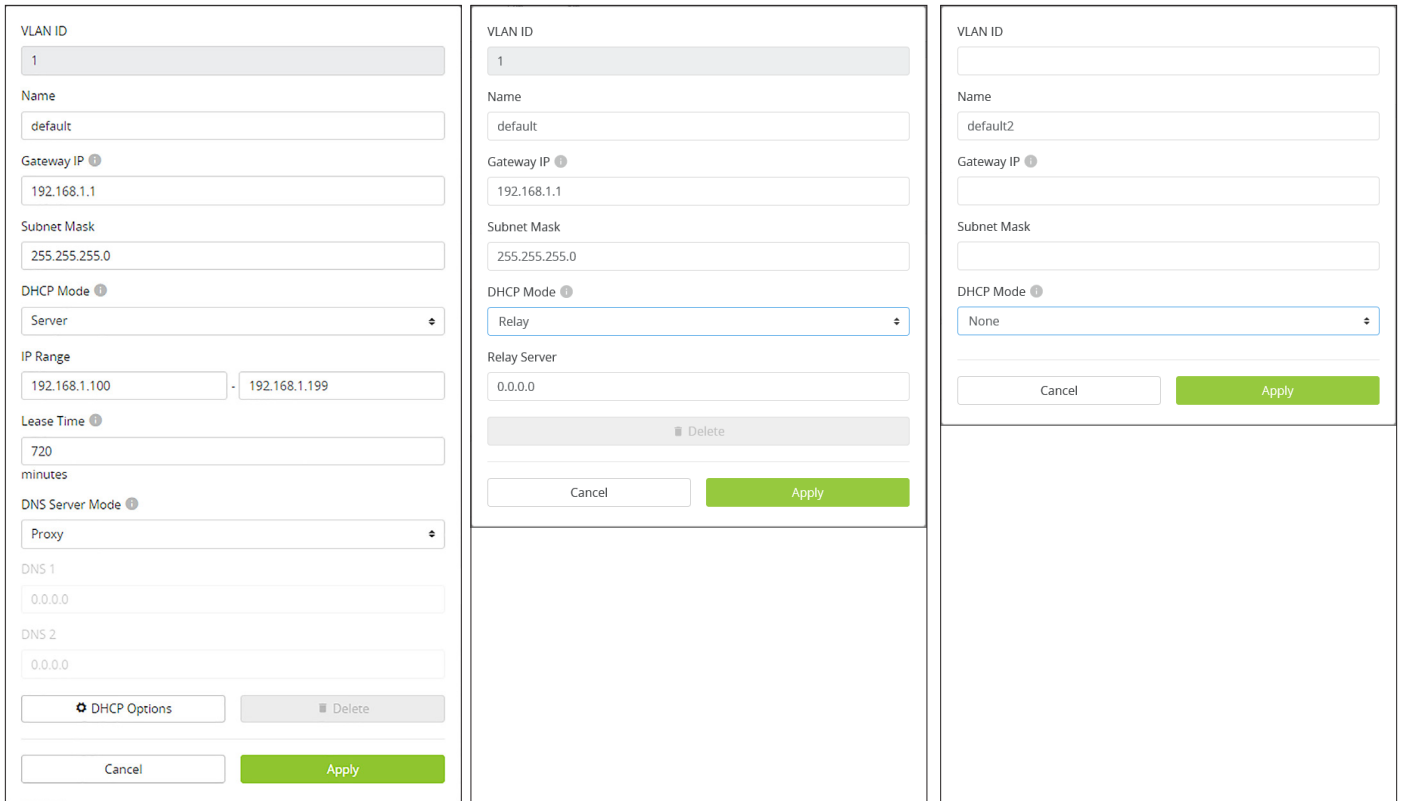 VLAN ID
1
Name
default
Gateway IP
192.168.1.1
Subnet Mask
255.255.255.0
DHCP Mode
Server
IP Range
192.168.1.100 - 192.168.1.199
Lease Time
720
minutes
DNS Server Mode
Proxy
DNS 1
0.0.0.0
DNS 2
0.0.0.0
DHCP Options Delete
Cancel Apply
VLAN ID
1
Name
default
Gateway IP
192.168.1.1
Subnet Mask
255.255.255.0
DHCP Mode
Relay
Relay Server
0.0.0.0
Delete
Cancel Apply
VLAN ID
Name
default2
Gateway IP
Subnet Mask
DHCP Mode
None
Cancel Apply